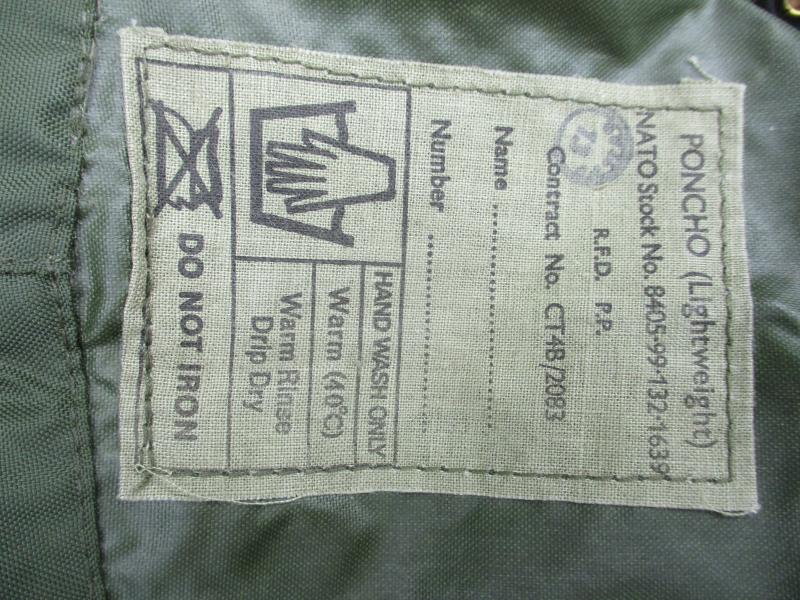 PONCHO (Lightweight)
NATO Stock No. 8405-99-132-1639
R.F.D. P.P.
Contract No. CT4B/2083
Name ..............................
Number ..........................
HAND WASH ONLY
Warm (40°C)
Warm Rinse
Drip Dry
DO NOT IRON